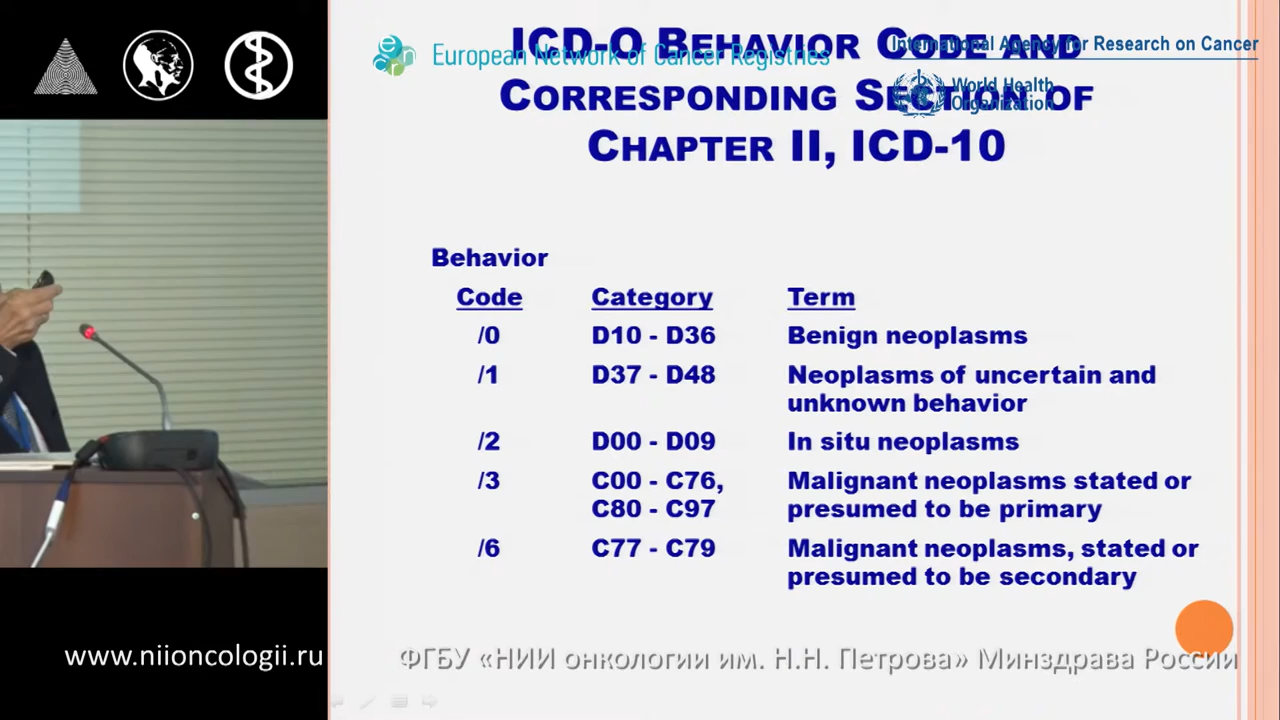 ICD-O BEHAVIOR CODE AND
CORRESPONDING SECTION OF
CHAPTER II, ICD-10
European Network of Cancer Registries
International Agency for Research on Cancer
World Health
Organization
Behavior
Code Category Term
/0 D10 - D36 Benign neoplasms
/1 D37 - D48 Neoplasms of uncertain and
unknown behavior
/2 D00 - D09 In situ neoplasms
/3 C00 - C76, Malignant neoplasms stated or
C80 - C97 presumed to be primary
/6 C77 - C79 Malignant neoplasms, stated or
presumed to be secondary
www.niioncologii.ru
ФГБУ «НИИ онкологии им. Н.Н. Петрова» Минздрава России